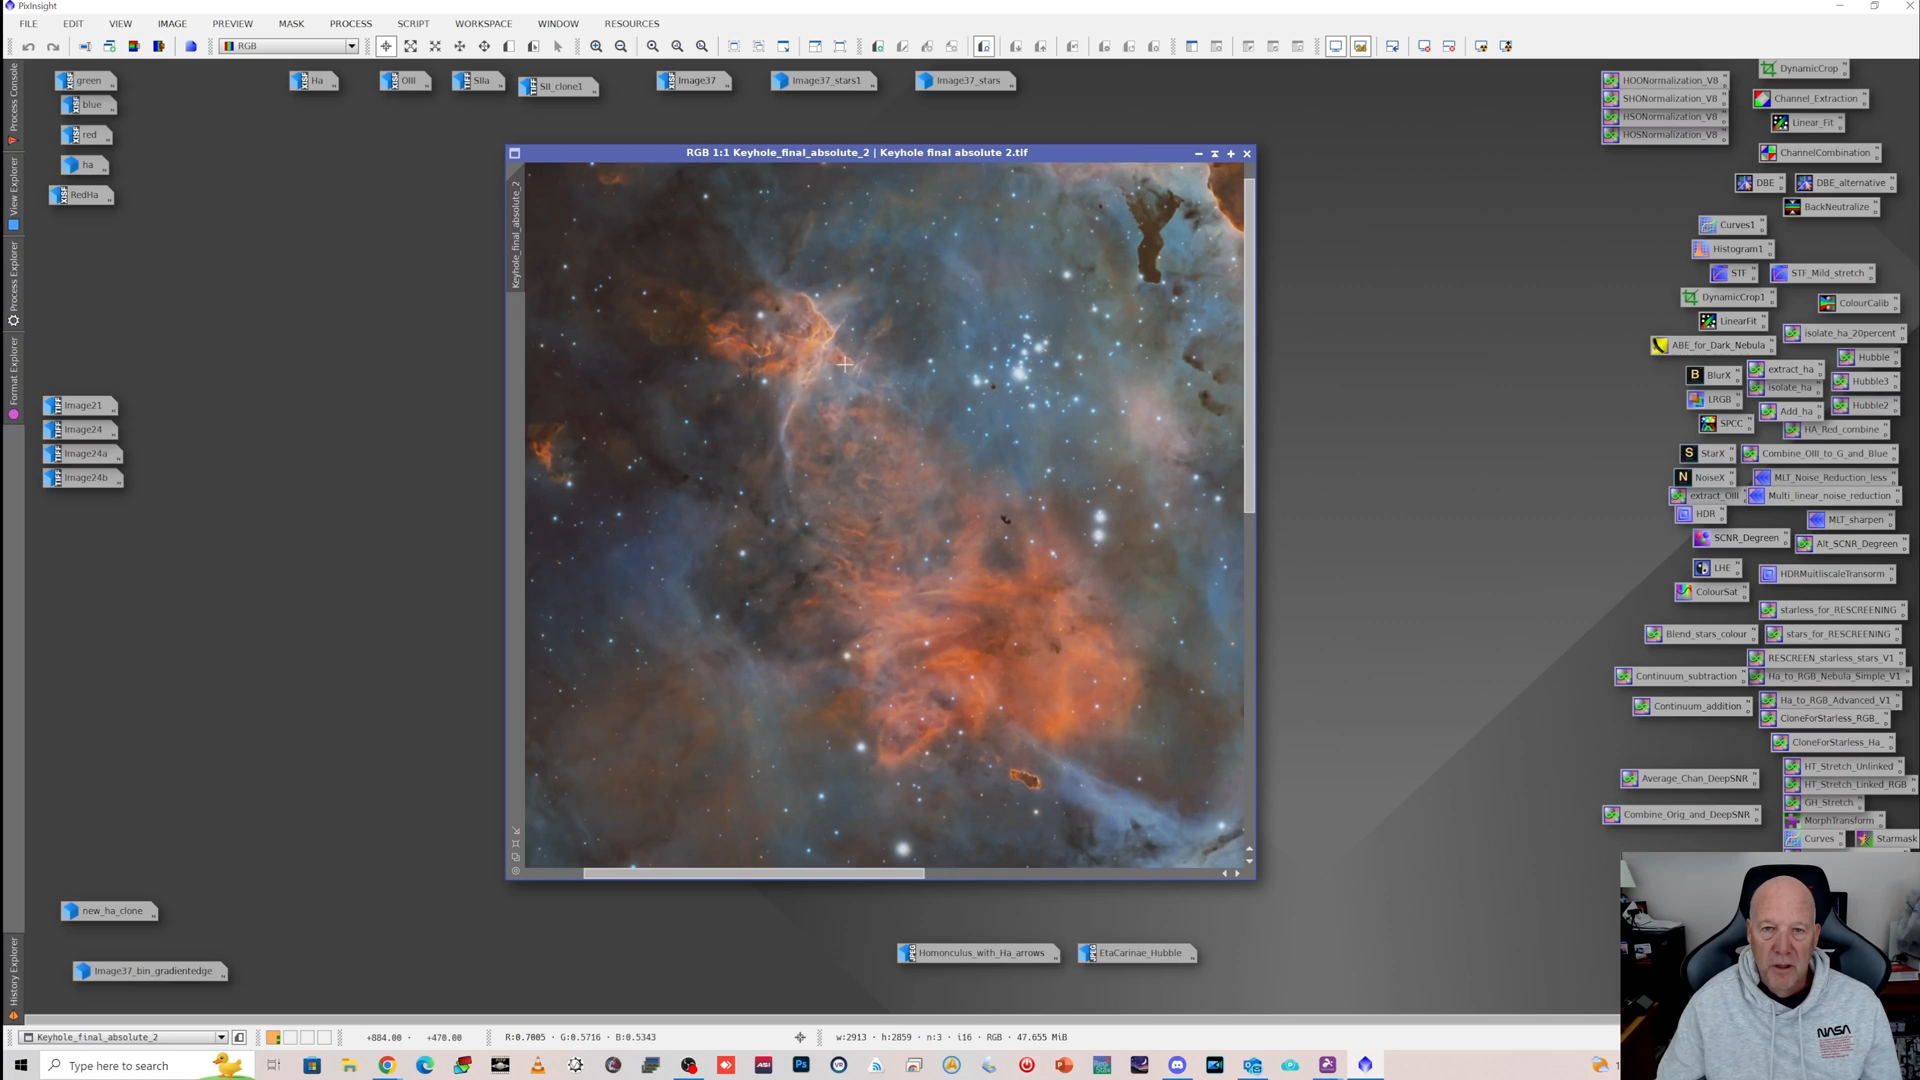 PixInsight
FILE EDIT VIEW IMAGE PREVIEW MASK PROCESS SCRIPT WORKSPACE WINDOW RESOURCES
RGB
Process Console
View Explorer
Process Explorer
Format Explorer
History Explorer
green
blue
red
ha
RedHa
Ha
OIII
SIIa
SII_clone1
Image37
Image37_stars1
Image37_stars
Image21
Image24
Image24a
Image24b
new_ha_clone
Image37_bin_gradientedge
RGB 1:1 Keyhole_final_absolute_2 | Keyhole final absolute 2.tif
Keyhole_final_absolute_2
Homonculus_with_Ha_arrows
EtaCarinae_Hubble
HOONormalization_V8
SHONormalization_V8
HSONormalization_V8
HOSNormalization_V8
DynamicCrop
Channel_Extraction
Linear_Fit
ChannelCombination
DBE
DBE_alternative
BackNeutralize
Curves1
Histogram1
STF
STF_Mild_stretch
DynamicCrop1
ColourCalib
LinearFit
isolate_ha_20percent
ABE_for_Dark_Nebula
Hubble
BlurX
extract_ha
isolate_ha
Hubble3
LRGB
Add_ha
Hubble2
SPCC
HA_Red_combine
StarX
Combine_OIII_to_G_and_Blue
NoiseX
MLT_Noise_Reduction_less
extract_OIII
Multi_linear_noise_reduction
HDR
MLT_sharpen
SCNR_Degreen
Alt_SCNR_Degreen
LHE
HDRMuitliscaleTransorm
ColourSat
starless_for_RESCREENING
Blend_stars_colour
stars_for_RESCREENING
RESCREEN_starless_stars_V1
Continuum_subtraction
Ha_to_RGB_Nebula_Simple_V1
Continuum_addition
Ha_to_RGB_Advanced_V1
CloneForStarless_RGB_
CloneForStarless_Ha_
HT_Stretch_Unlinked
Average_Chan_DeepSNR
HT_Stretch_Linked_RGB
GH_Stretch
Combine_Orig_and_DeepSNR
MorphTransform
Curves
Starmask
NASA
Keyhole_final_absolute_2
+884.00 · +470.00
R:0.7005 · G:0.5716 · B:0.5343
w:2913 · h:2859 · n:3 · i16 · RGB · 47.655 MiB
Type here to search